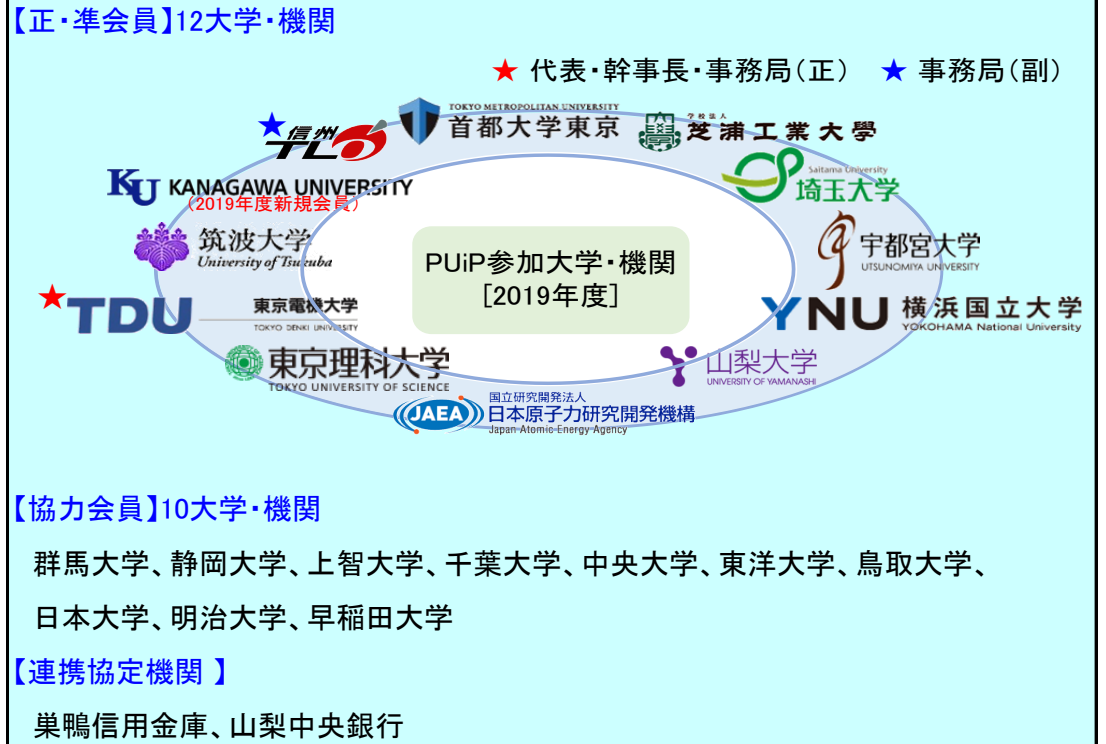 【正・準会員】12大学・機関
★ 代表・幹事長・事務局(正) ★ 事務局(副)
TOKYO METROPOLITAN UNIVERSITY
首都大学東京
学校法人
芝浦工業大學
★信州
TLO
Saitama University
埼玉大学
KU KANAGAWA UNIVERSITY
(2019年度新規会員)
筑波大学
University of Tsukuba
宇都宮大学
UTSUNOMIYA UNIVERSITY
PUiP参加大学・機関
[2019年度]
★TDU 東京電機大学
TOKYO DENKI UNIVERSITY
YNU 横浜国立大学
YOKOHAMA National University
東京理科大学
TOKYO UNIVERSITY OF SCIENCE
山梨大学
UNIVERSITY OF YAMANASHI
国立研究開発法人
JAEA 日本原子力研究開発機構
Japan Atomic Energy Agency
【協力会員】10大学・機関
群馬大学、静岡大学、上智大学、千葉大学、中央大学、東洋大学、鳥取大学、
日本大学、明治大学、早稲田大学
【連携協定機関 】
巣鴨信用金庫、山梨中央銀行